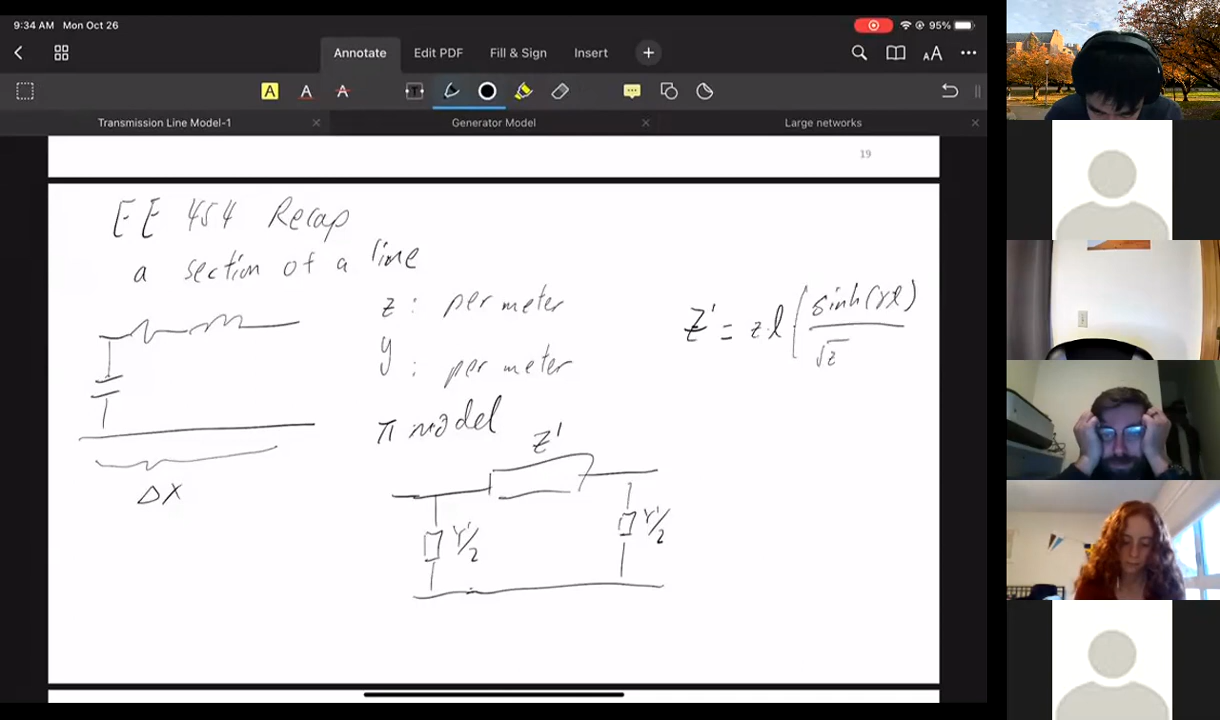 9:34 AM Mon Oct 26
95%
Annotate Edit PDF Fill & Sign Insert
AA
A A A T
Transmission Line Model-1 × Generator Model × Large networks ×
19
EE 454 Recap
a section of a line
z : per meter
y : per meter
Z' = z.l ( sinh(γl)
√z
π model
Z'
Y'/2
Y'/2
ΔX